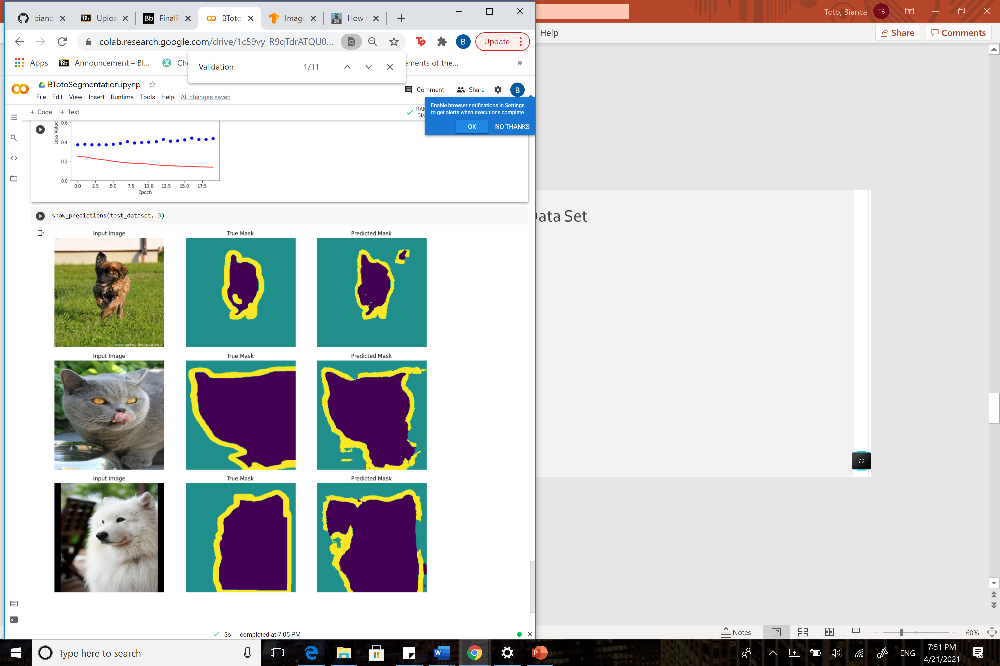 bianc
Uploa
FinalP
BToto
Image
How t
colab.research.google.com/drive/1c59vy_R9qTdrATQU0...
Update
Apps
Announcement – Bl...
Cho
ements of the...
Validation
1/11
BTotoSegmentation.ipynp
Comment
Share
B
File Edit View Insert Runtime Tools Help All changes saved
Enable browser notifications in Settings
to get alerts when executions complete
OK
NO THANKS
+ Code + Text
RAM
Dis
Loss Value
0.6
0.4
0.2
0.0
0.0 2.5 5.0 7.5 10.0 12.5 15.0 17.5
Epoch
show_predictions(test_dataset, 3)
Input Image True Mask Predicted Mask
Input Image True Mask Predicted Mask
Input Image True Mask Predicted Mask
3s completed at 7:05 PM
Toto, Bianca
TB
Help
Share
Comments
Data Set
12
Notes
60%
Type here to search
ENG
7:51 PM
4/21/2021